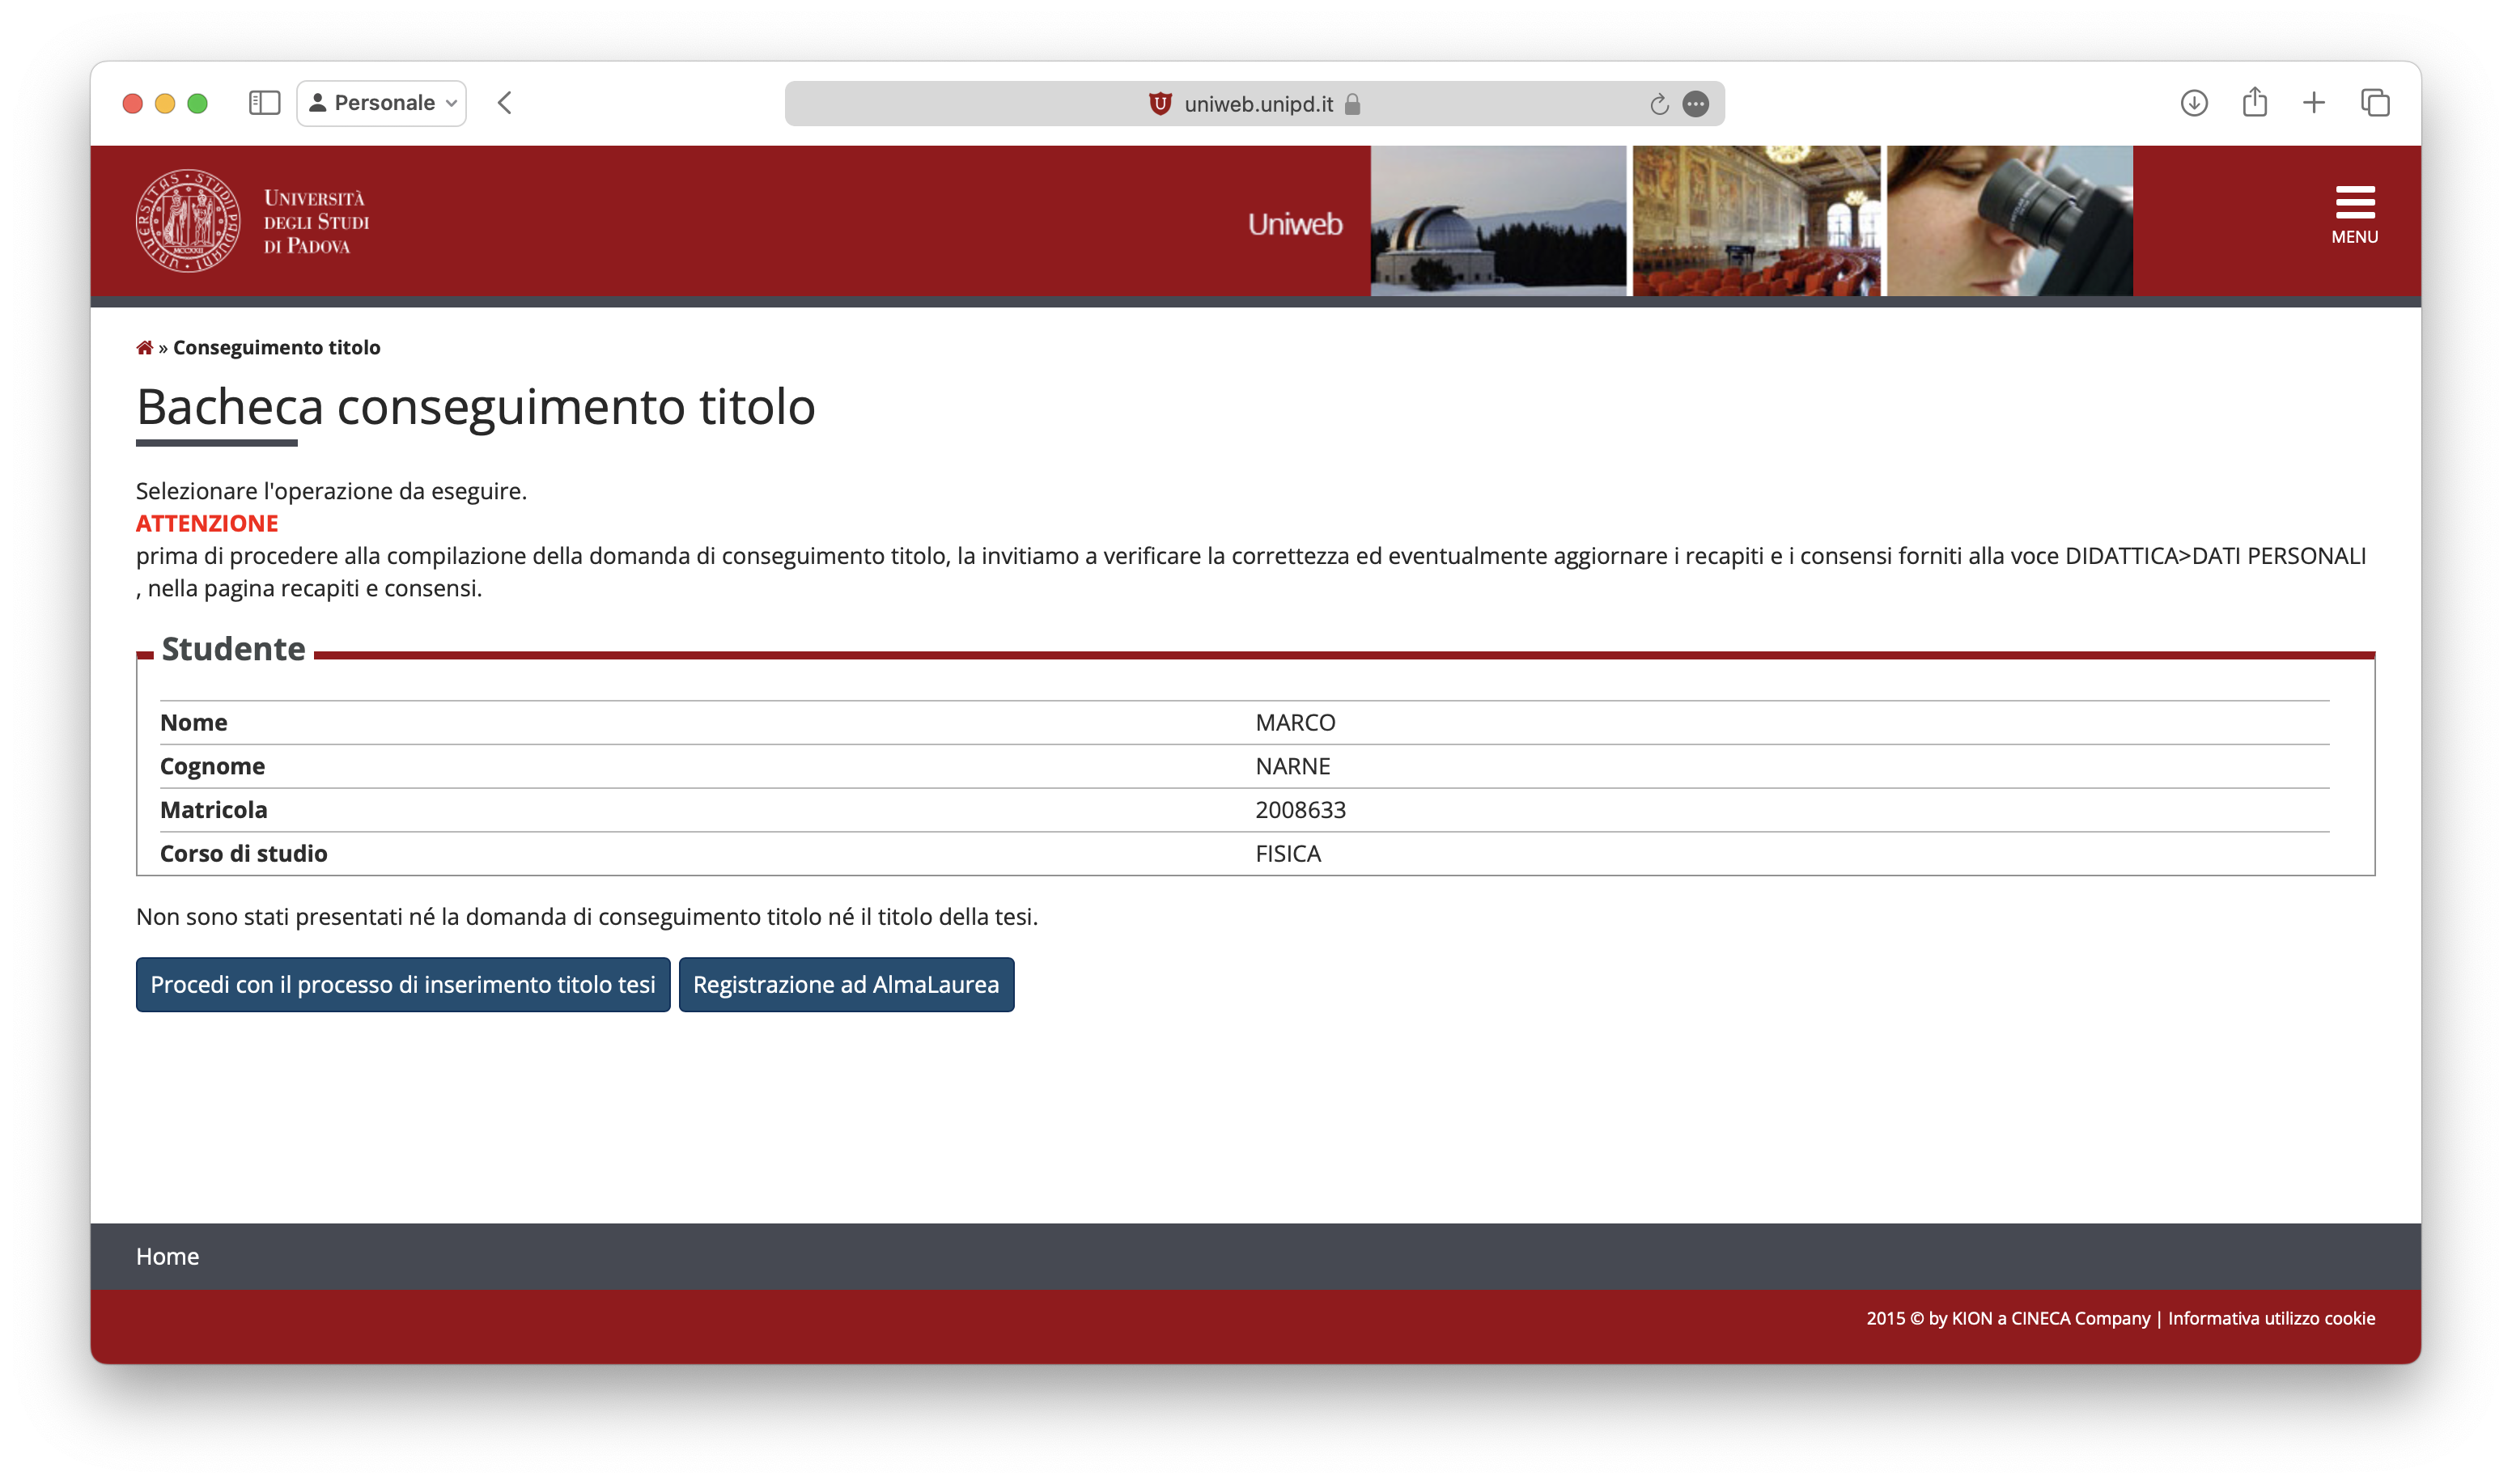 Personale
uniweb.unipd.it
UNIVERSITÀ
DEGLI STUDI
DI PADOVA
Uniweb
MENU
» Conseguimento titolo
Bacheca conseguimento titolo
Selezionare l'operazione da eseguire.
ATTENZIONE
prima di procedere alla compilazione della domanda di conseguimento titolo, la invitiamo a verificare la correttezza ed eventualmente aggiornare i recapiti e i consensi forniti alla voce DIDATTICA>DATI PERSONALI
, nella pagina recapiti e consensi.
Studente
Nome MARCO
Cognome NARNE
Matricola 2008633
Corso di studio FISICA
Non sono stati presentati né la domanda di conseguimento titolo né il titolo della tesi.
Procedi con il processo di inserimento titolo tesi Registrazione ad AlmaLaurea
Home
2015 © by KION a CINECA Company | Informativa utilizzo cookie